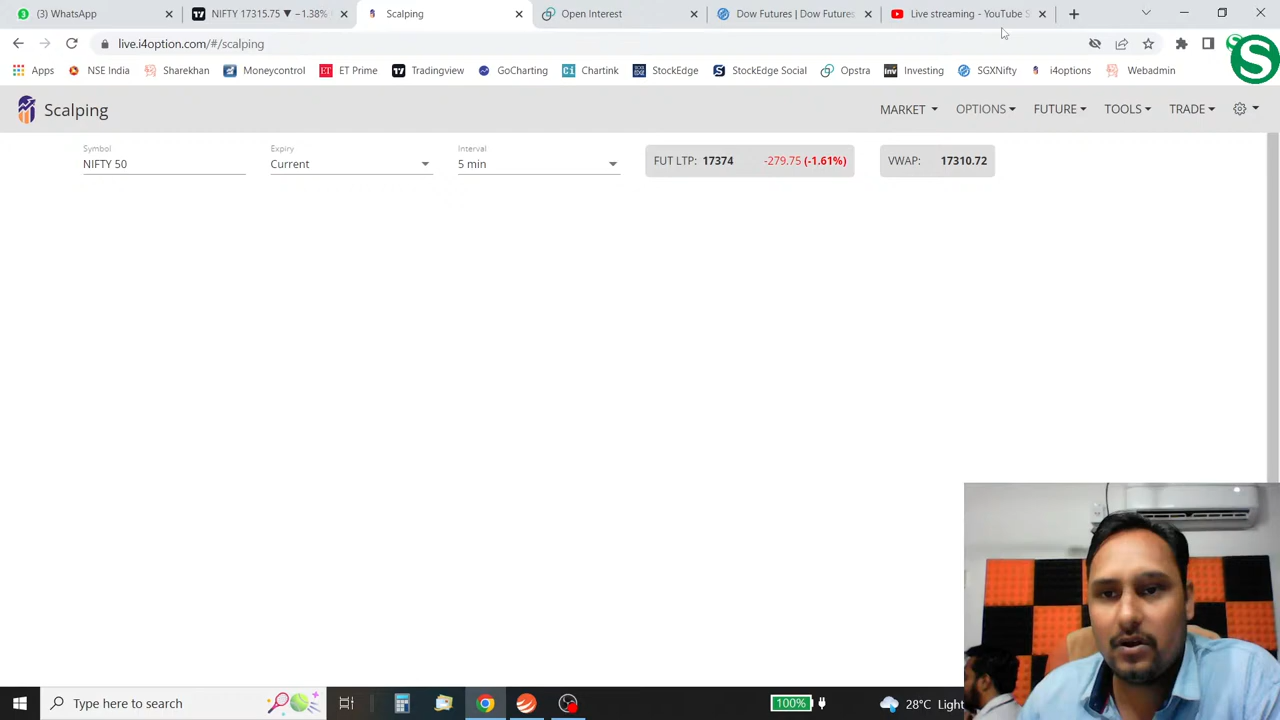 (3) WhatsApp
NIFTY 17315.75 ▼ −1.38%
Scalping
Open Interest
Dow Futures | Dow Futures
Live streaming - YouTube S
live.i4option.com/#/scalping
Apps
NSE India
Sharekhan
Moneycontrol
ET Prime
Tradingview
GoCharting
Chartink
StockEdge
StockEdge Social
Opstra
Investing
SGXNifty
i4options
Webadmin
Scalping
MARKET
OPTIONS
FUTURE
TOOLS
TRADE
Symbol
NIFTY 50
Expiry
Current
Interval
5 min
FUT LTP: 17374 -279.75 (-1.61%)
VWAP: 17310.72
Type here to search
100%
28°C Light